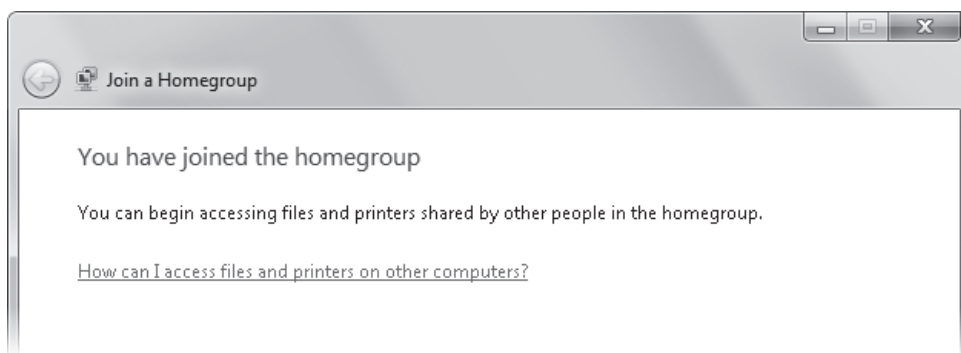 Join a Homegroup
You have joined the homegroup
You can begin accessing files and printers shared by other people in the homegroup.
How can I access files and printers on other computers?